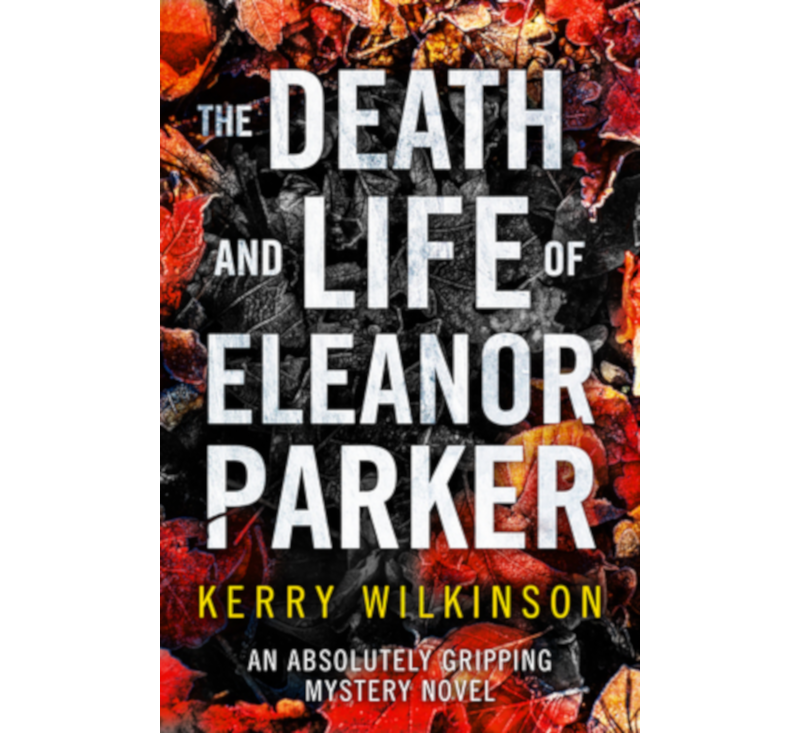 THE DEATH
AND LIFE OF
ELEANOR
PARKER
KERRY WILKINSON
AN ABSOLUTELY GRIPPING
MYSTERY NOVEL